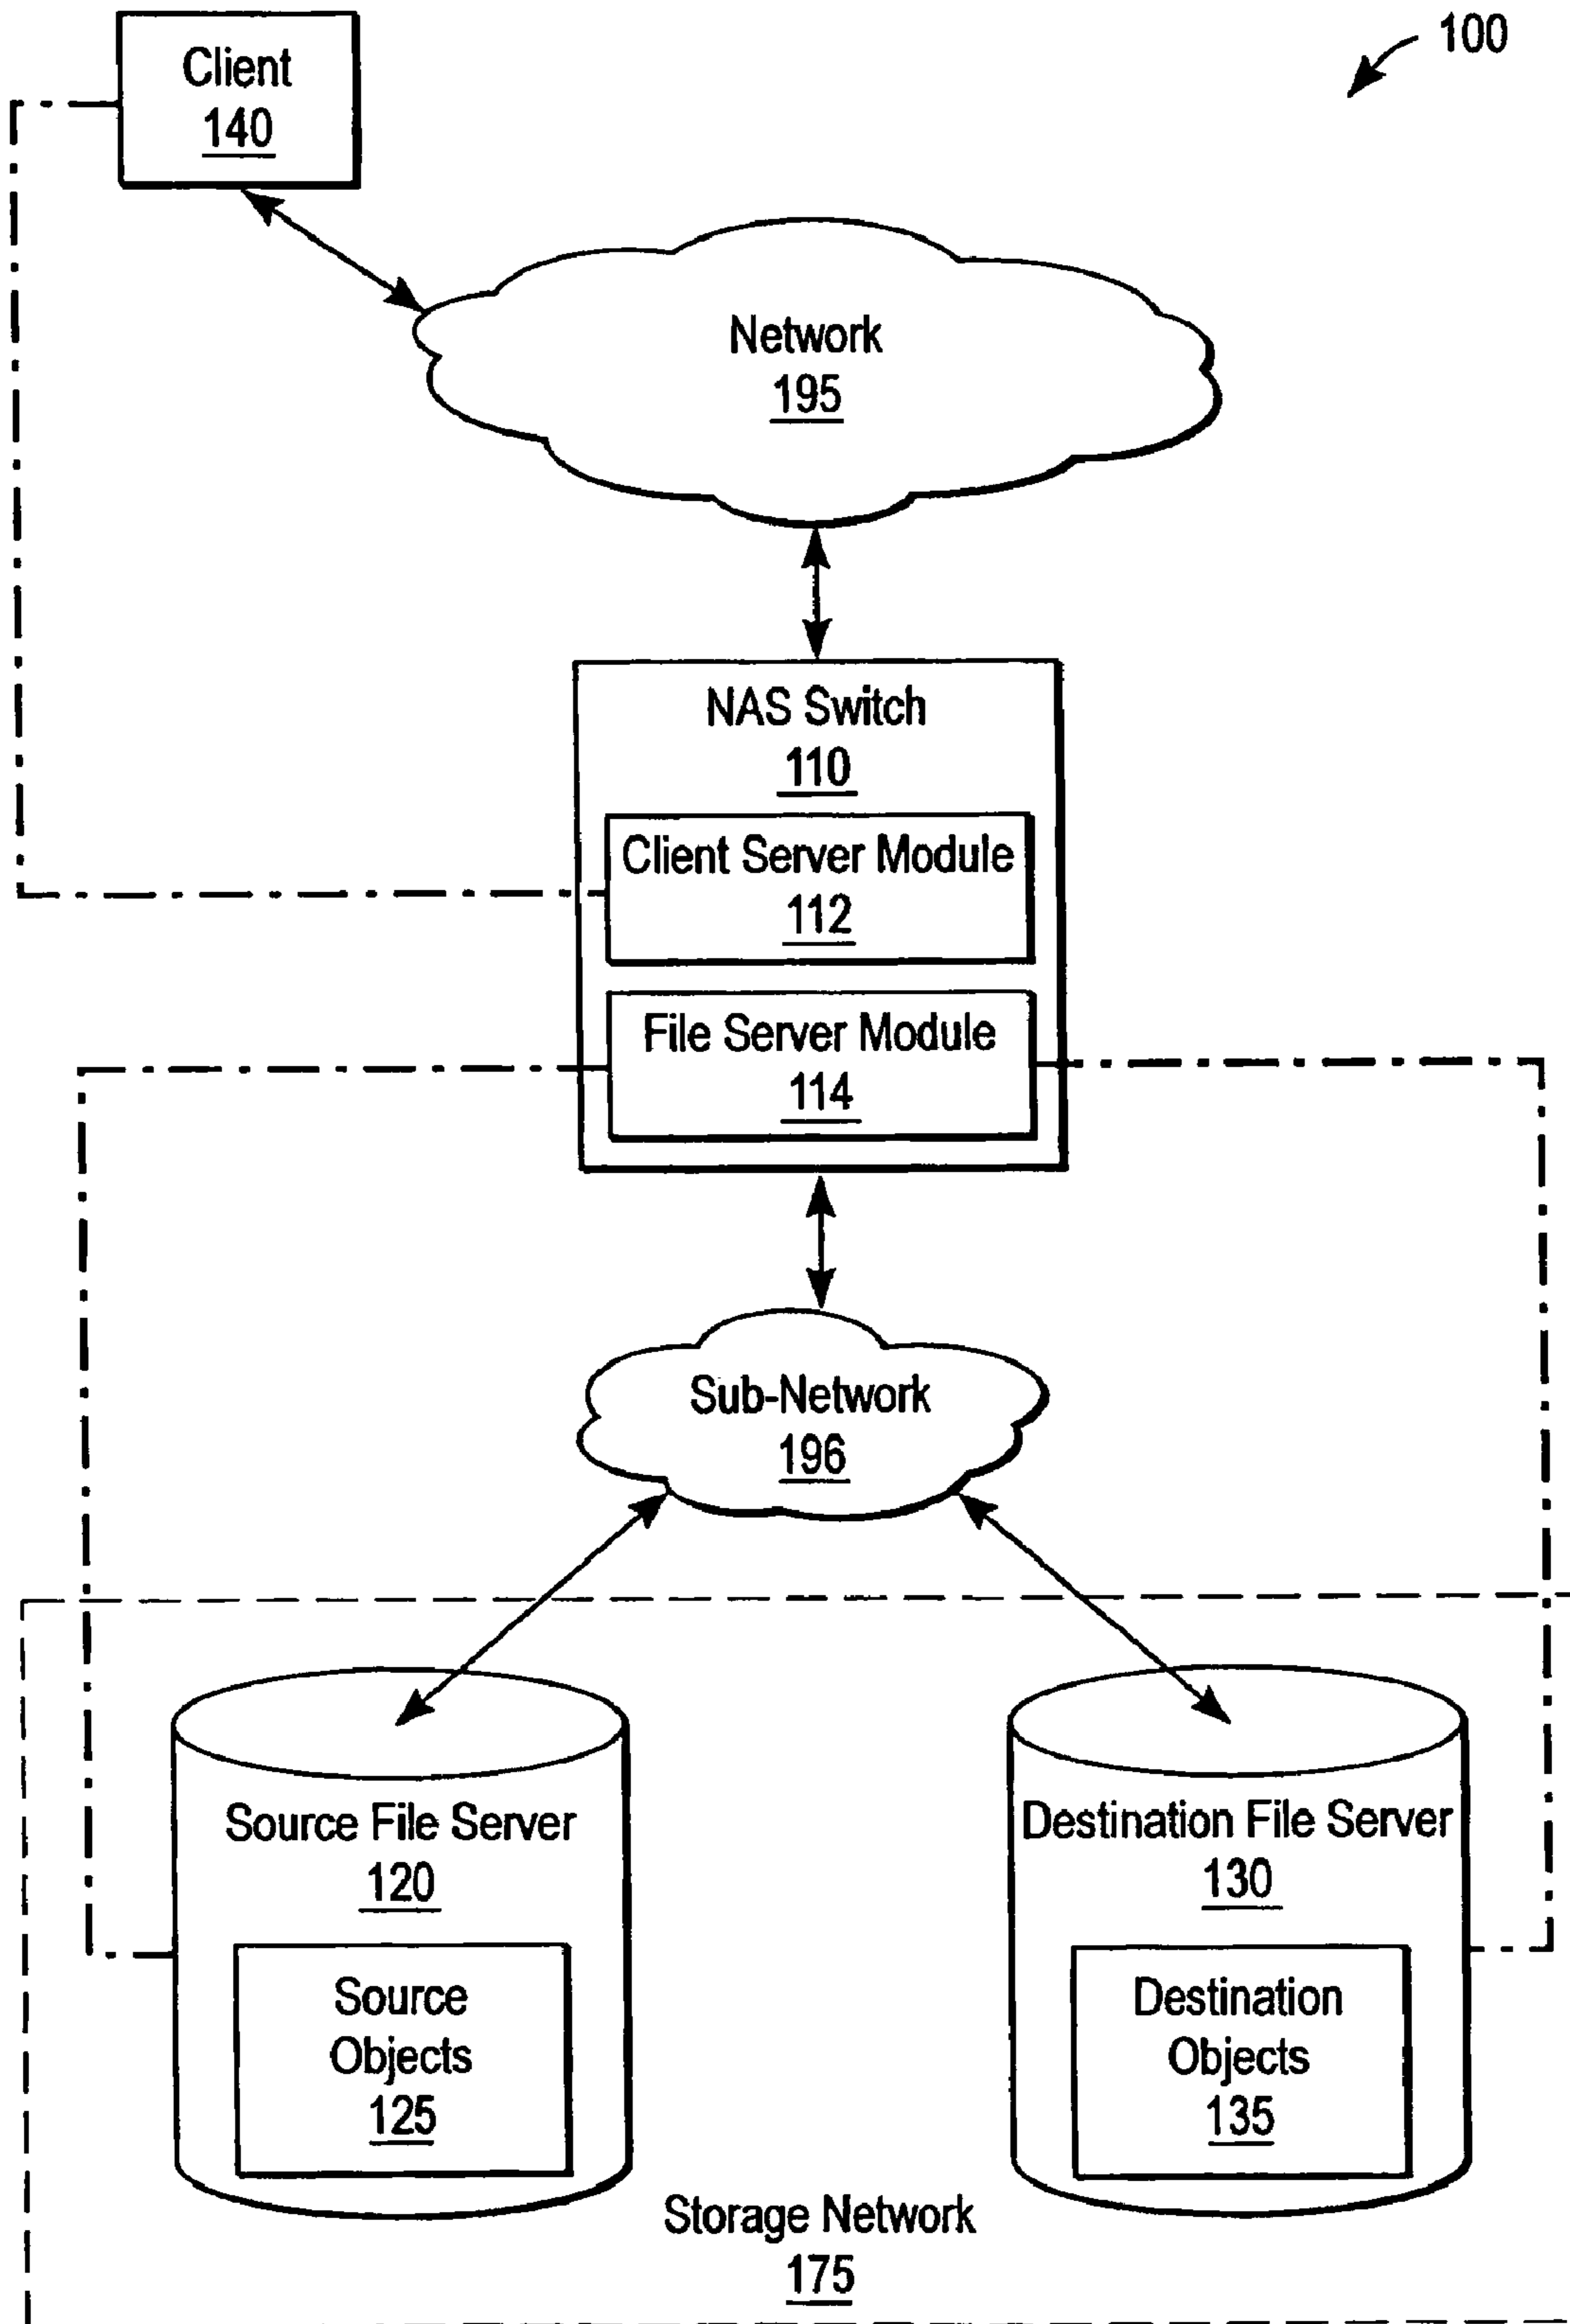 100
Client
140
Network
195
NAS Switch
110
Client Server Module
112
File Server Module
114
Sub-Network
196
Source File Server
120
Source
Objects
125
Destination File Server
130
Destination
Objects
135
Storage Network
175